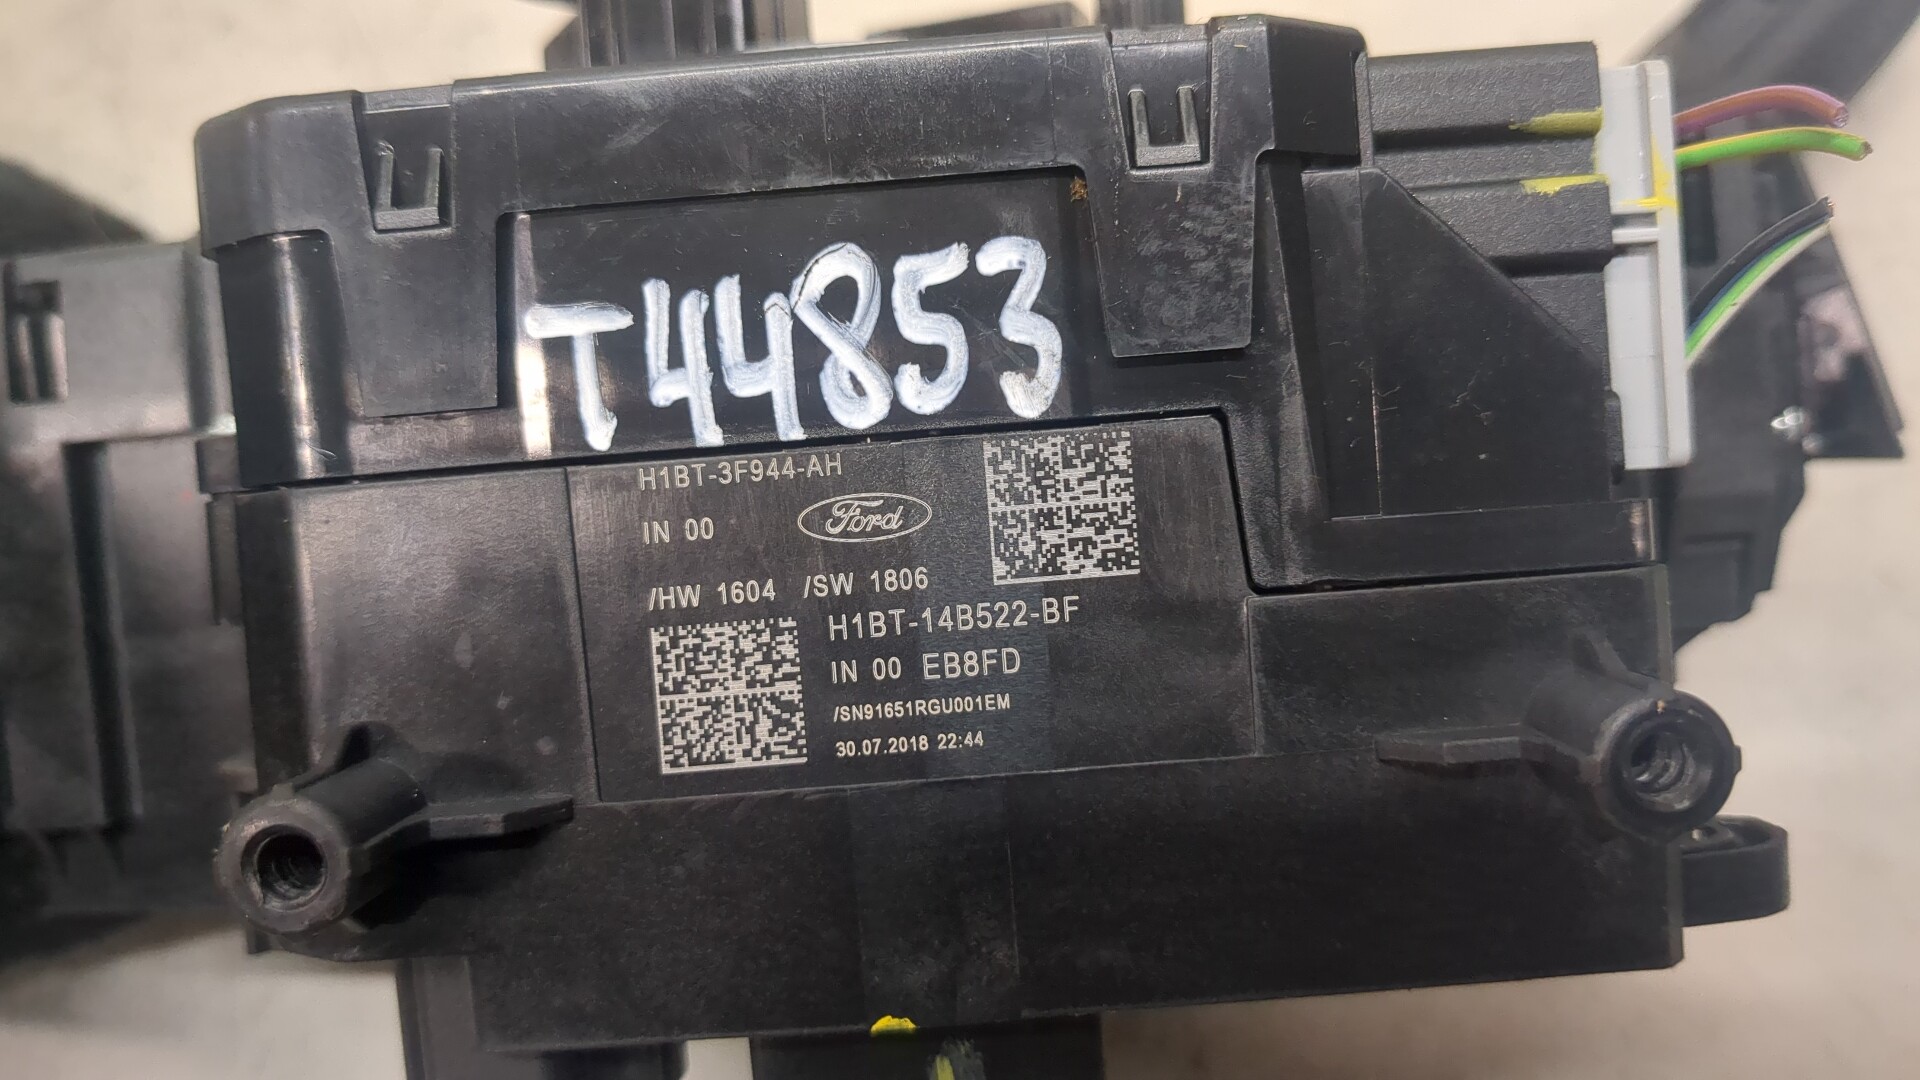 T44853
H1BT-3F944-AH
IN 00
Ford
/HW 1604 /SW 1806
H1BT-14B522-BF
IN 00 EB8FD
/SN91651RGU001EM
30.07.2018 22:44